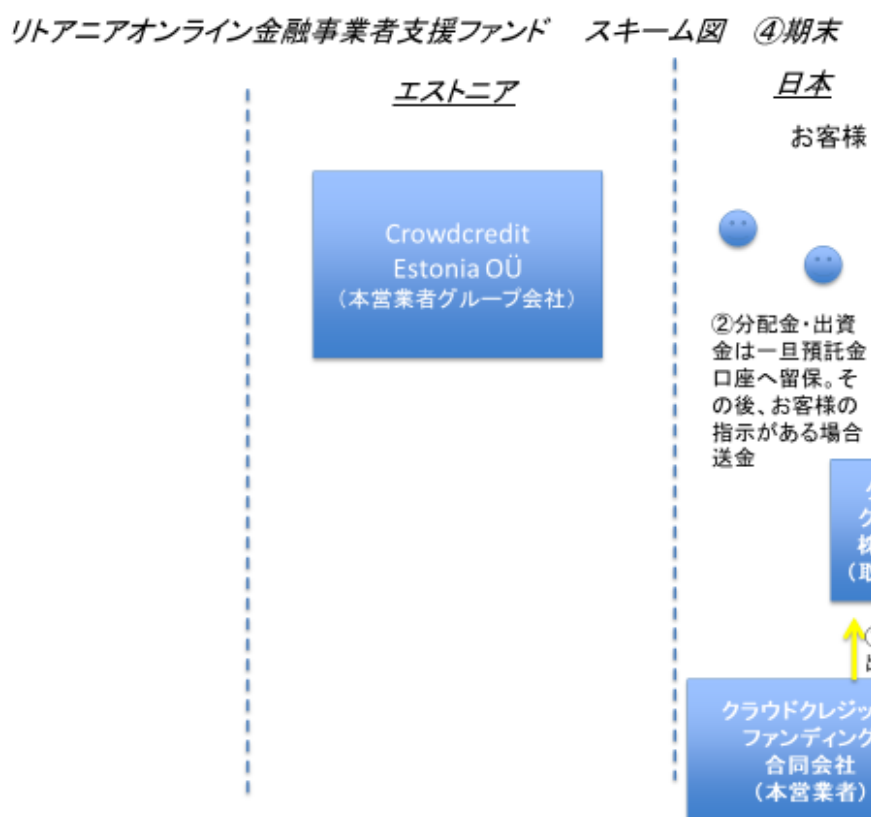 リトアニアオンライン金融事業者支援ファンド　スキーム図　④期末
エストニア
日本
お客様
Crowdcredit
Estonia OÜ
（本営業者グループ会社）
②分配金・出資
金は一旦預託金
口座へ留保。そ
の後、お客様の
指示がある場合
送金
クラウドクレジッ
ファンディング
合同会社
（本営業者）